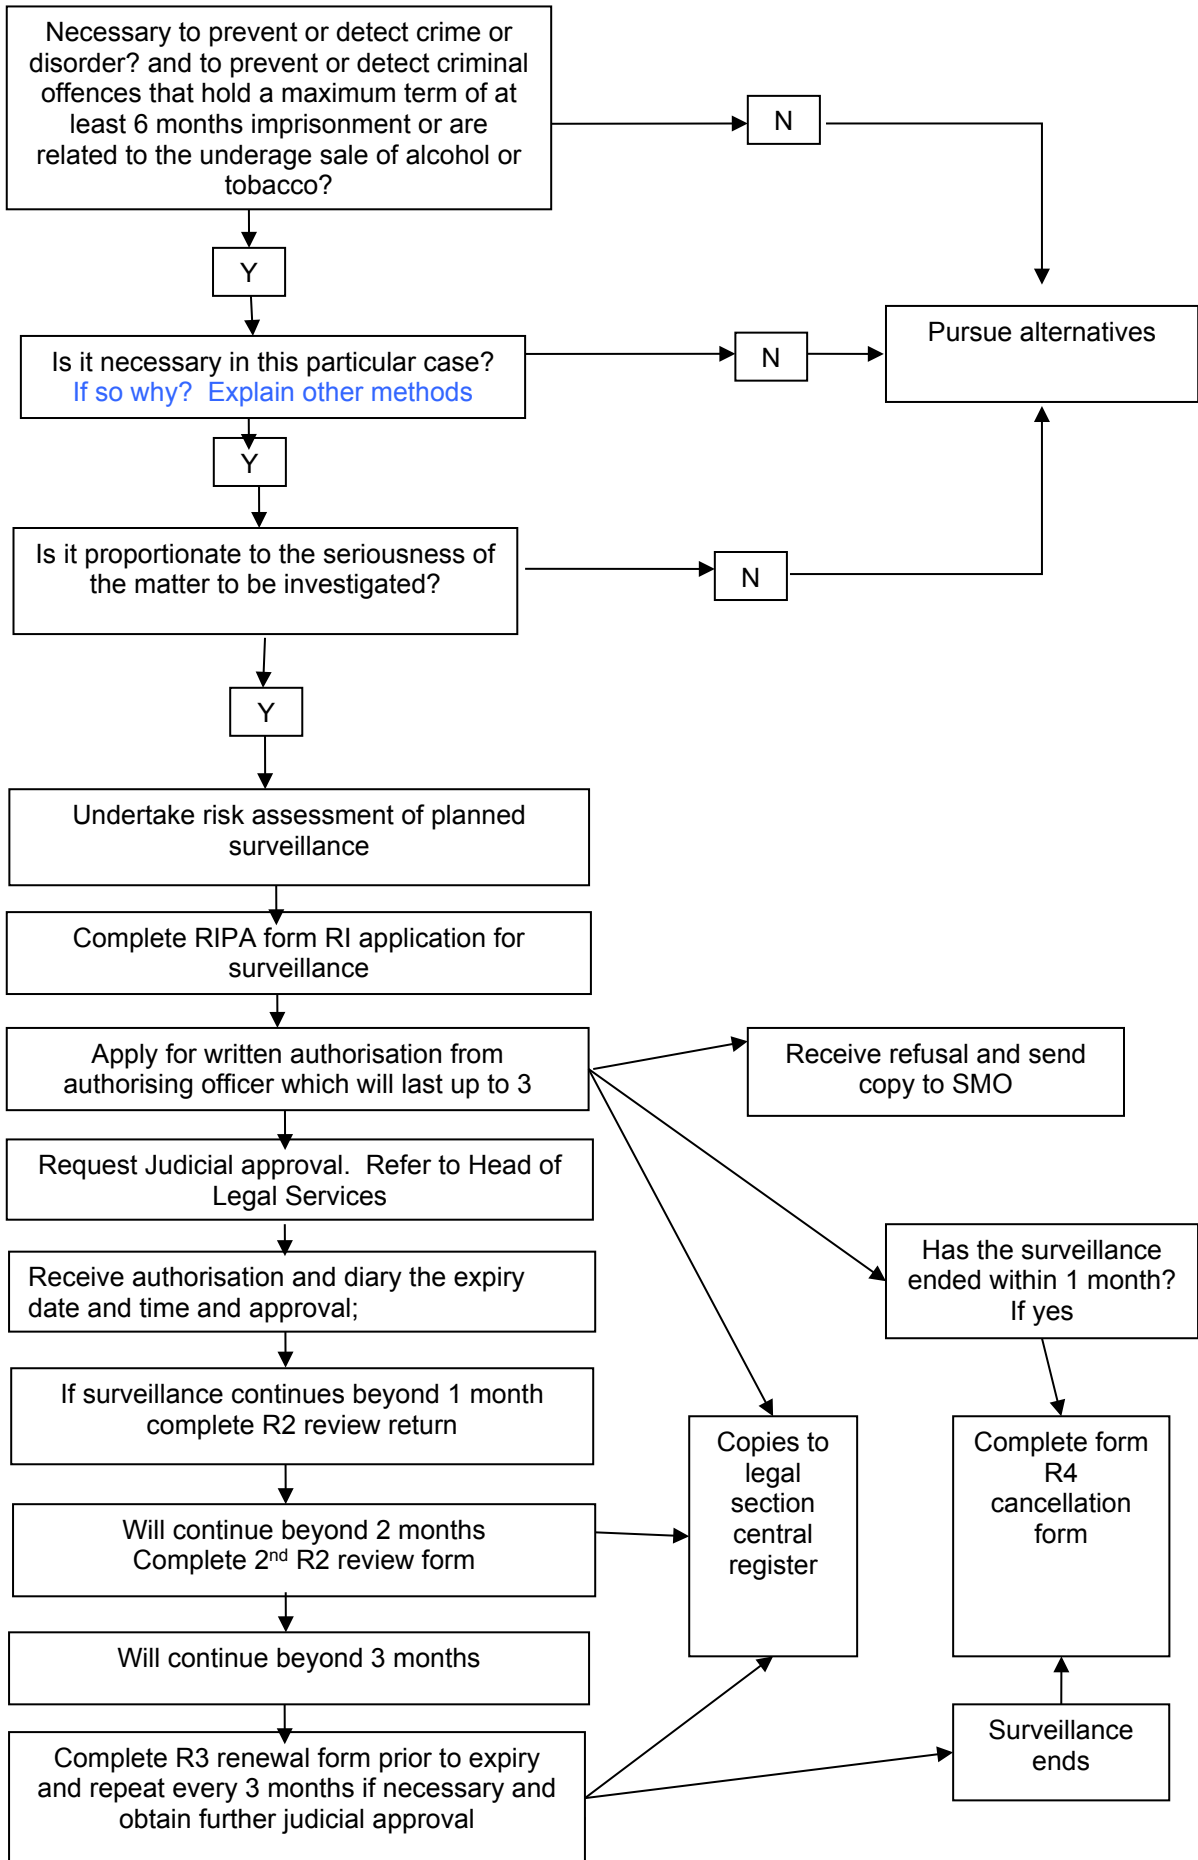 Necessary to prevent or detect crime or
disorder? and to prevent or detect criminal
offences that hold a maximum term of at
least 6 months imprisonment or are
related to the underage sale of alcohol or
tobacco?
N
Y
Pursue alternatives
Is it necessary in this particular case?
If so why? Explain other methods
N
Y
Is it proportionate to the seriousness of
the matter to be investigated?
N
Y
Undertake risk assessment of planned
surveillance
Complete RIPA form RI application for
surveillance
Apply for written authorisation from
authorising officer which will last up to 3
Receive refusal and send
copy to SMO
Request Judicial approval. Refer to Head of
Legal Services
Has the surveillance
ended within 1 month?
If yes
Receive authorisation and diary the expiry
date and time and approval;
If surveillance continues beyond 1 month
complete R2 review return
Copies to
legal
section
central
register
Complete form
R4
cancellation
form
Will continue beyond 2 months
Complete 2nd R2 review form
Will continue beyond 3 months
Surveillance
ends
Complete R3 renewal form prior to expiry
and repeat every 3 months if necessary and
obtain further judicial approval